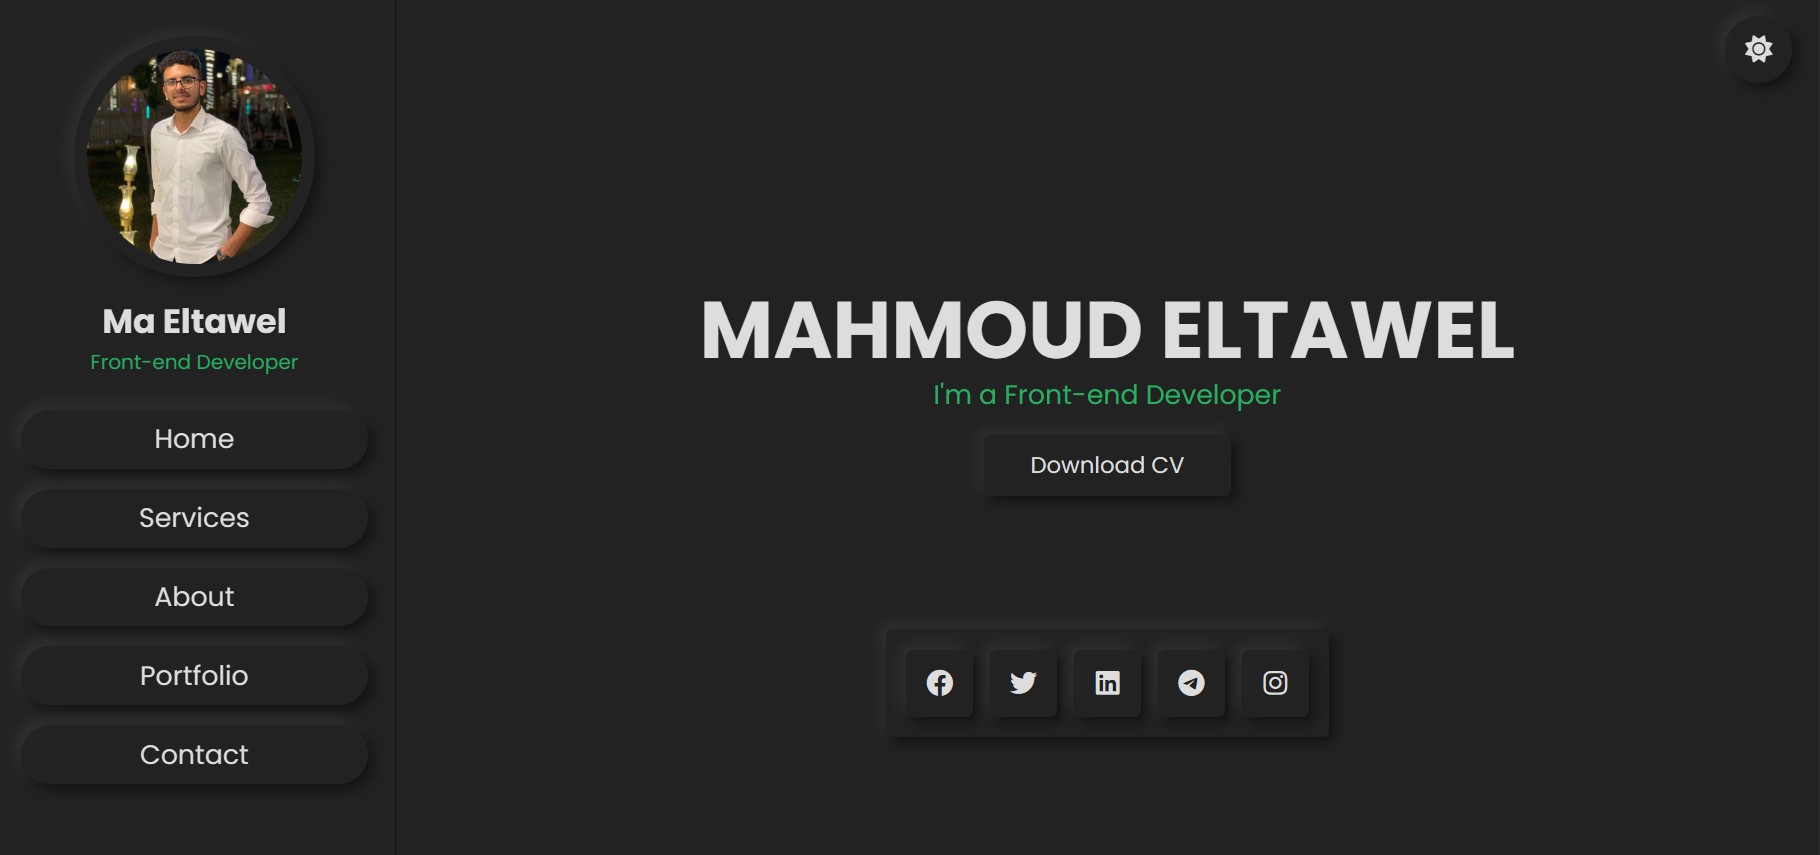 Ma Eltawel
Front-end Developer
Home
Services
About
Portfolio
Contact
MAHMOUD ELTAWEL
I'm a Front-end Developer
Download CV